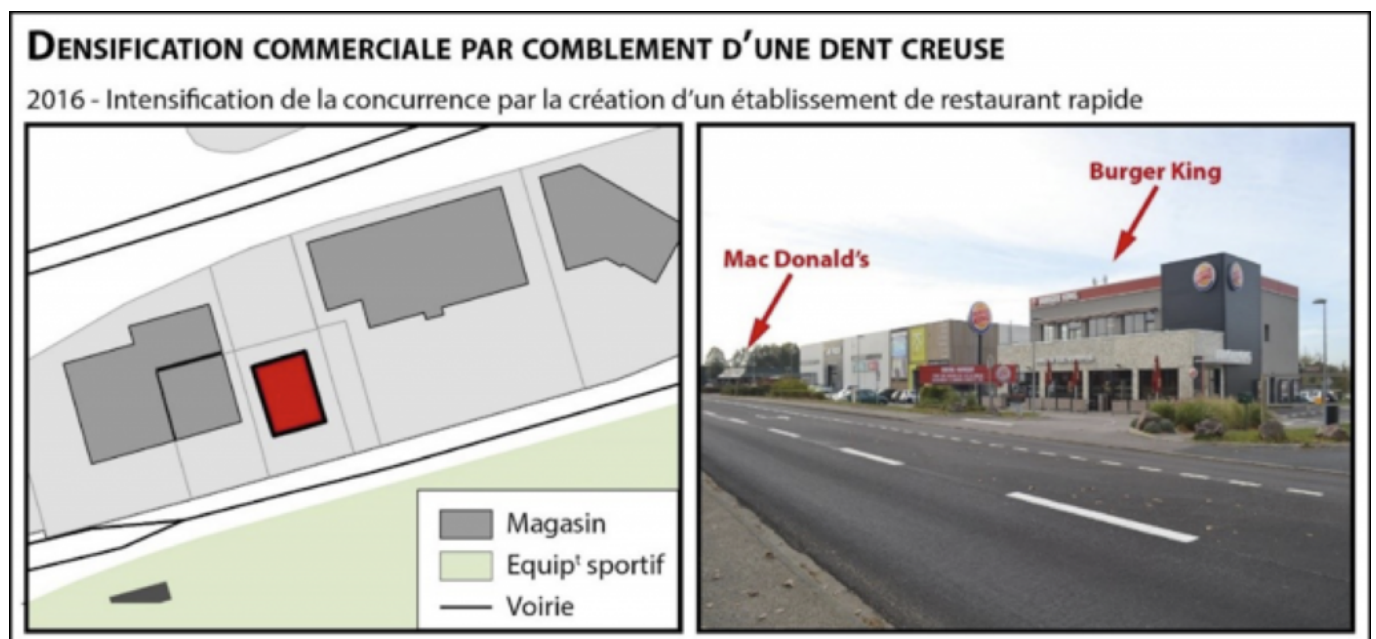 DENSIFICATION COMMERCIALE PAR COMBLEMENT D'UNE DENT CREUSE
2016 - Intensification de la concurrence par la création d'un établissement de restaurant rapide
Magasin
Equipᵗ sportif
Voirie
Burger King
Mac Donald's